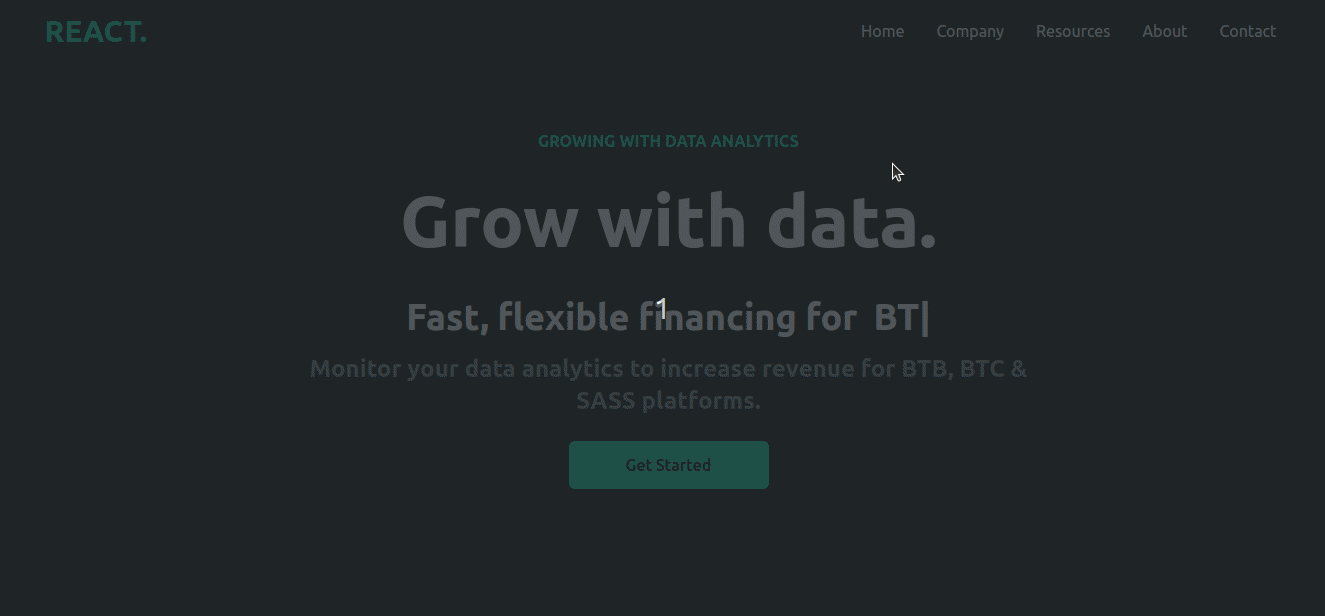 REACT.
Home Company Resources About Contact
GROWING WITH DATA ANALYTICS
Grow with data.
1
Fast, flexible financing for BT|
Monitor your data analytics to increase revenue for BTB, BTC &
SASS platforms.
Get Started